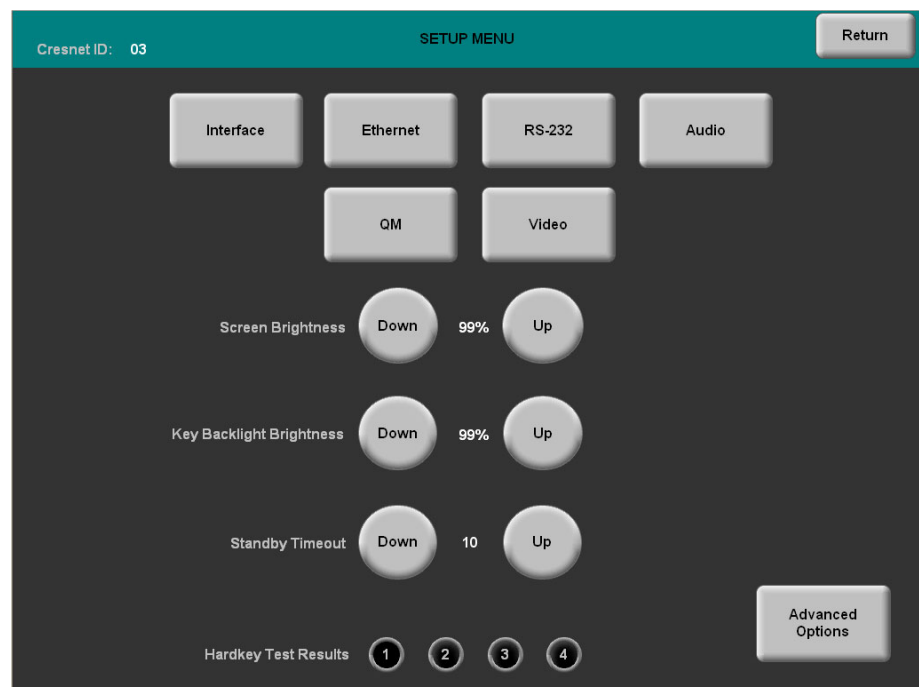 SETUP MENU
Return
Cresnet ID: 03
Interface
Ethernet
RS-232
Audio
QM
Video
Screen Brightness
Down
99%
Up
Key Backlight Brightness
Down
99%
Up
Standby Timeout
Down
10
Up
Advanced
Options
Hardkey Test Results
1
2
3
4